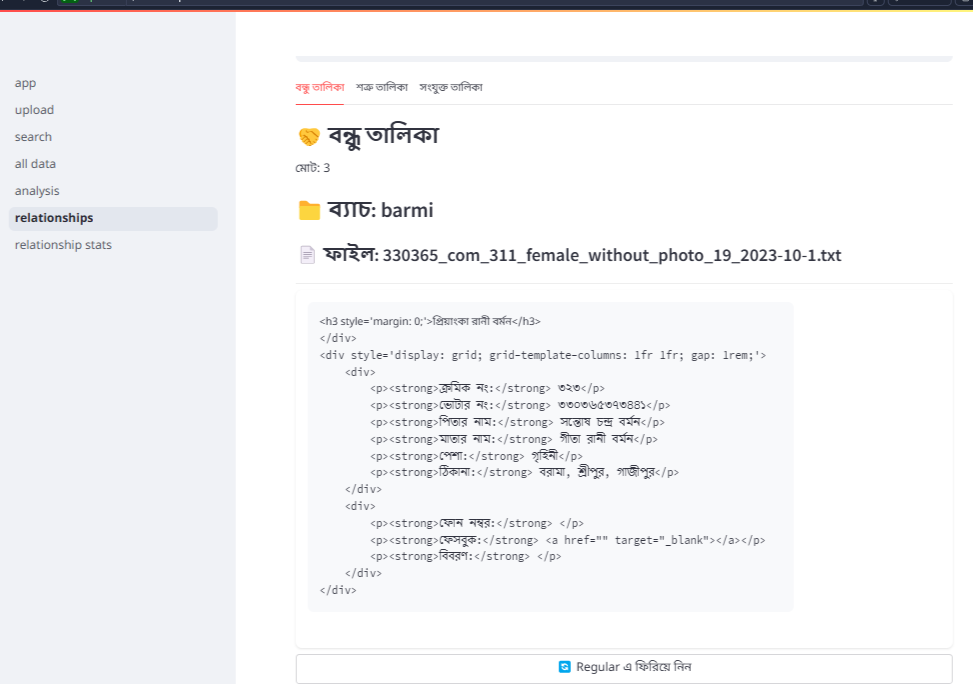 app
upload
search
all data
analysis
relationships
relationship stats
বন্ধু তালিকা শত্রু তালিকা সংযুক্ত তালিকা
🤝 বন্ধু তালিকা
মোট: 3
📁 ব্যাচ: barmi
📄 ফাইল: 330365_com_311_female_without_photo_19_2023-10-1.txt
<h3 style='margin: 0;'>প্রিয়াংকা রানী বর্মন</h3>
</div>
<div style='display: grid; grid-template-columns: 1fr 1fr; gap: 1rem;'>
<div>
<p><strong>ক্রমিক নং:</strong> ৩২৩</p>
<p><strong>ভোটার নং:</strong> ৩৩০৩৬৫৩৭৩৪৪১</p>
<p><strong>পিতার নাম:</strong> সন্তোষ চন্দ্র বর্মন</p>
<p><strong>মাতার নাম:</strong> গীতা রানী বর্মন</p>
<p><strong>পেশা:</strong> গৃহিনী</p>
<p><strong>ঠিকানা:</strong> বরামা, শ্রীপুর, গাজীপুর</p>
</div>
<div>
<p><strong>ফোন নম্বর:</strong> </p>
<p><strong>ফেসবুক:</strong> <a href="" target="_blank"></a></p>
<p><strong>বিবরণ:</strong> </p>
</div>
</div>
🔄 Regular এ ফিরিয়ে নিন